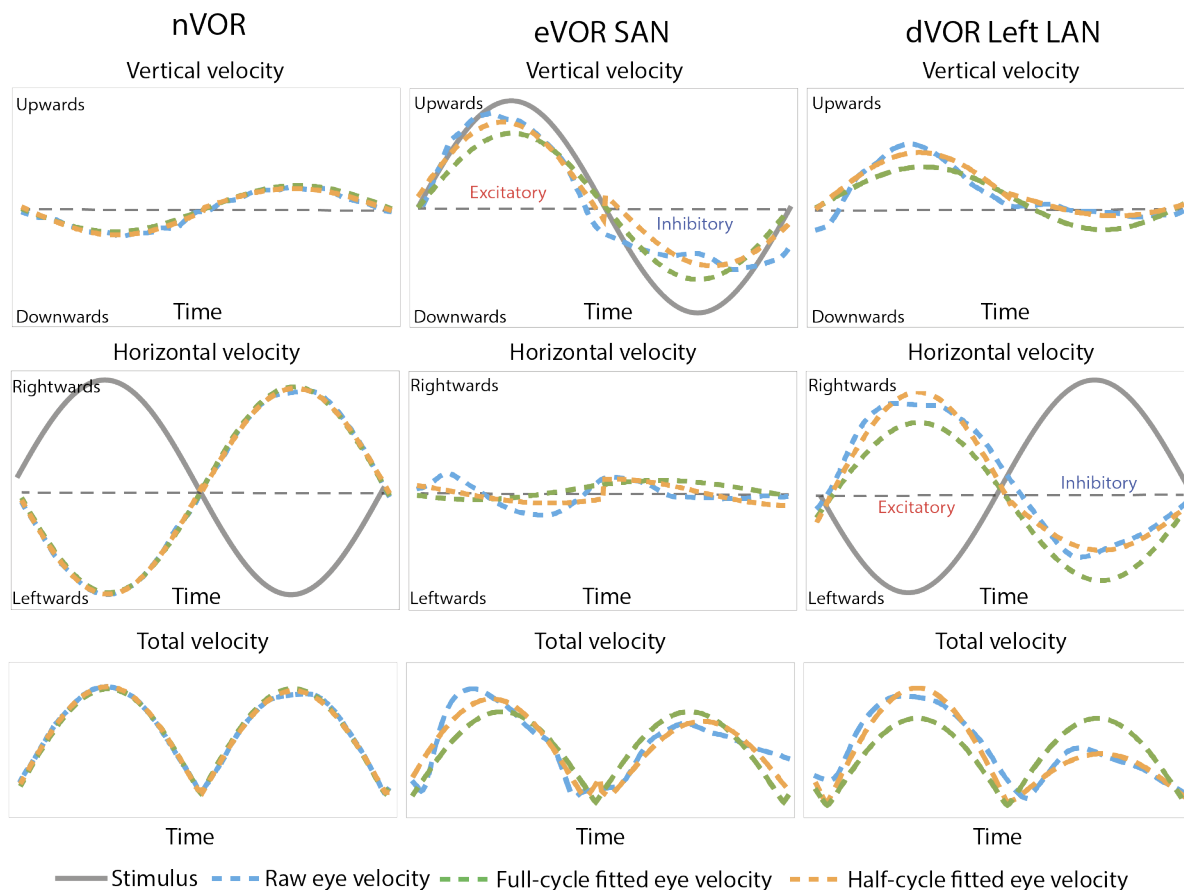 nVOR
eVOR SAN
dVOR Left LAN
Vertical velocity
Vertical velocity
Vertical velocity
Upwards
Upwards
Upwards
Excitatory
Inhibitory
Downwards
Time
Downwards
Time
Downwards
Time
Horizontal velocity
Horizontal velocity
Horizontal velocity
Rightwards
Rightwards
Rightwards
Inhibitory
Excitatory
Leftwards
Time
Leftwards
Time
Leftwards
Time
Total velocity
Total velocity
Total velocity
Time
Time
Time
Stimulus
Raw eye velocity
Full-cycle fitted eye velocity
Half-cycle fitted eye velocity